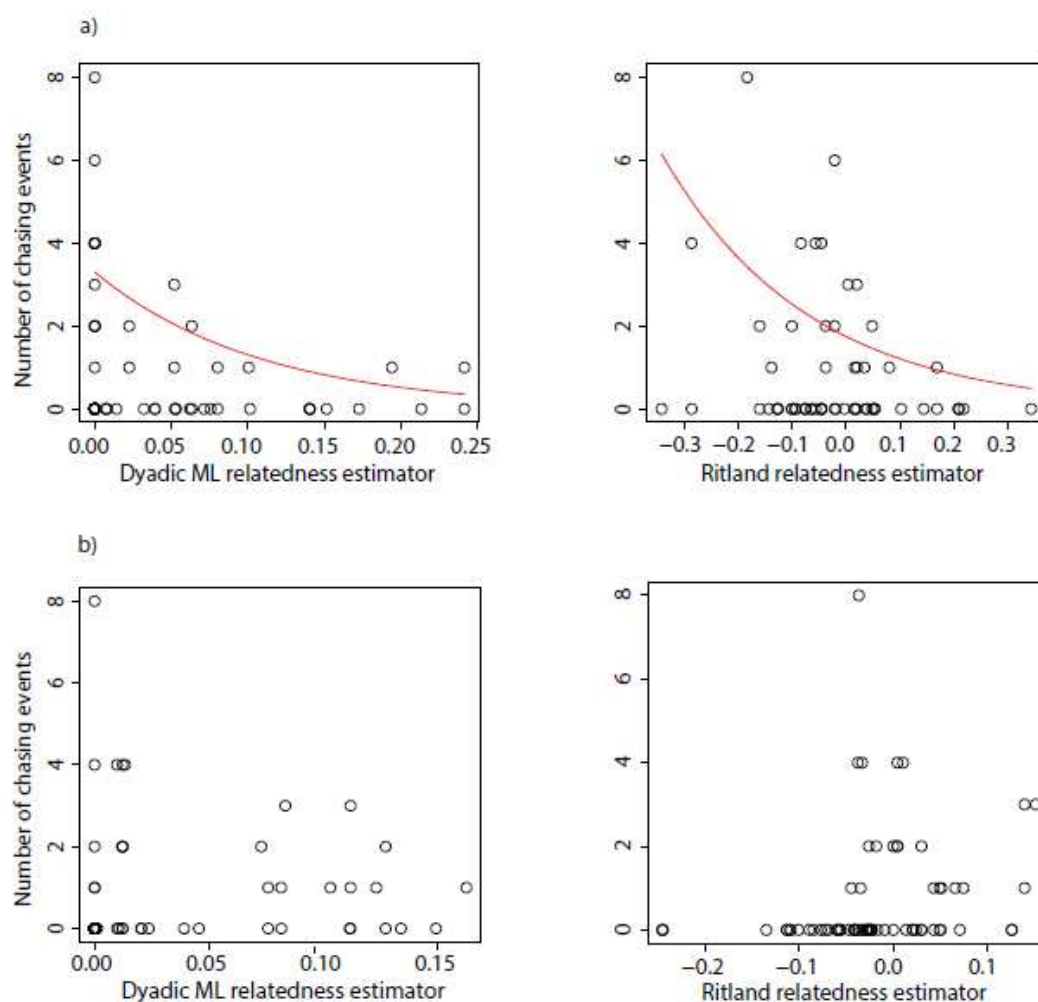 a)
Number of chasing events
8
6
4
2
0
0.00 0.05 0.10 0.15 0.20 0.25
Dyadic ML relatedness estimator
8
6
4
2
0
−0.3 −0.2 −0.1 0.0 0.1 0.2 0.3
Ritland relatedness estimator
b)
Number of chasing events
8
6
4
2
0
0.00 0.05 0.10 0.15
Dyadic ML relatedness estimator
8
6
4
2
0
−0.2 −0.1 0.0 0.1
Ritland relatedness estimator